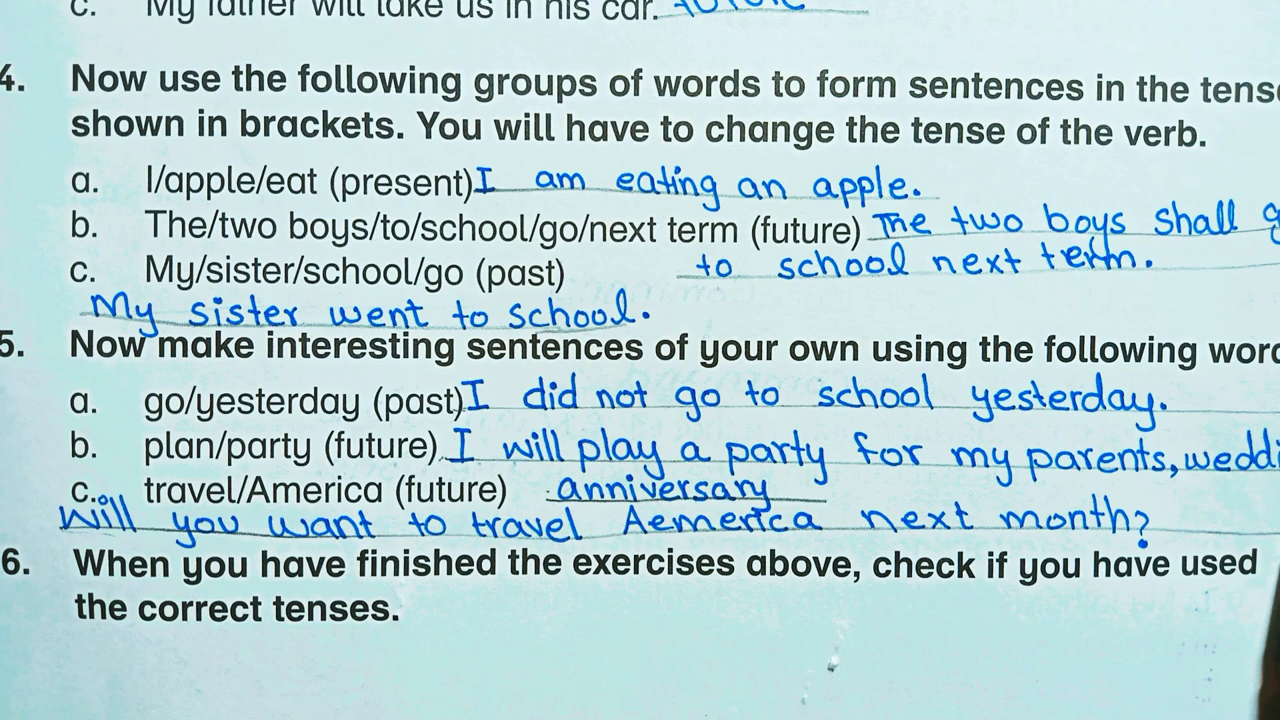 c. My father will take us in his car. future
4. Now use the following groups of words to form sentences in the tense
shown in brackets. You will have to change the tense of the verb.
a. I/apple/eat (present) I am eating an apple.
b. The/two boys/to/school/go/next term (future) The two boys shall g
c. My/sister/school/go (past) to school next term.
My sister went to school.
5. Now make interesting sentences of your own using the following word
a. go/yesterday (past) I did not go to school yesterday.
b. plan/party (future) I will play a party for my parents, weddi
c. travel/America (future) anniversary
Will you want to travel Aemerica next month?
6. When you have finished the exercises above, check if you have used
the correct tenses.